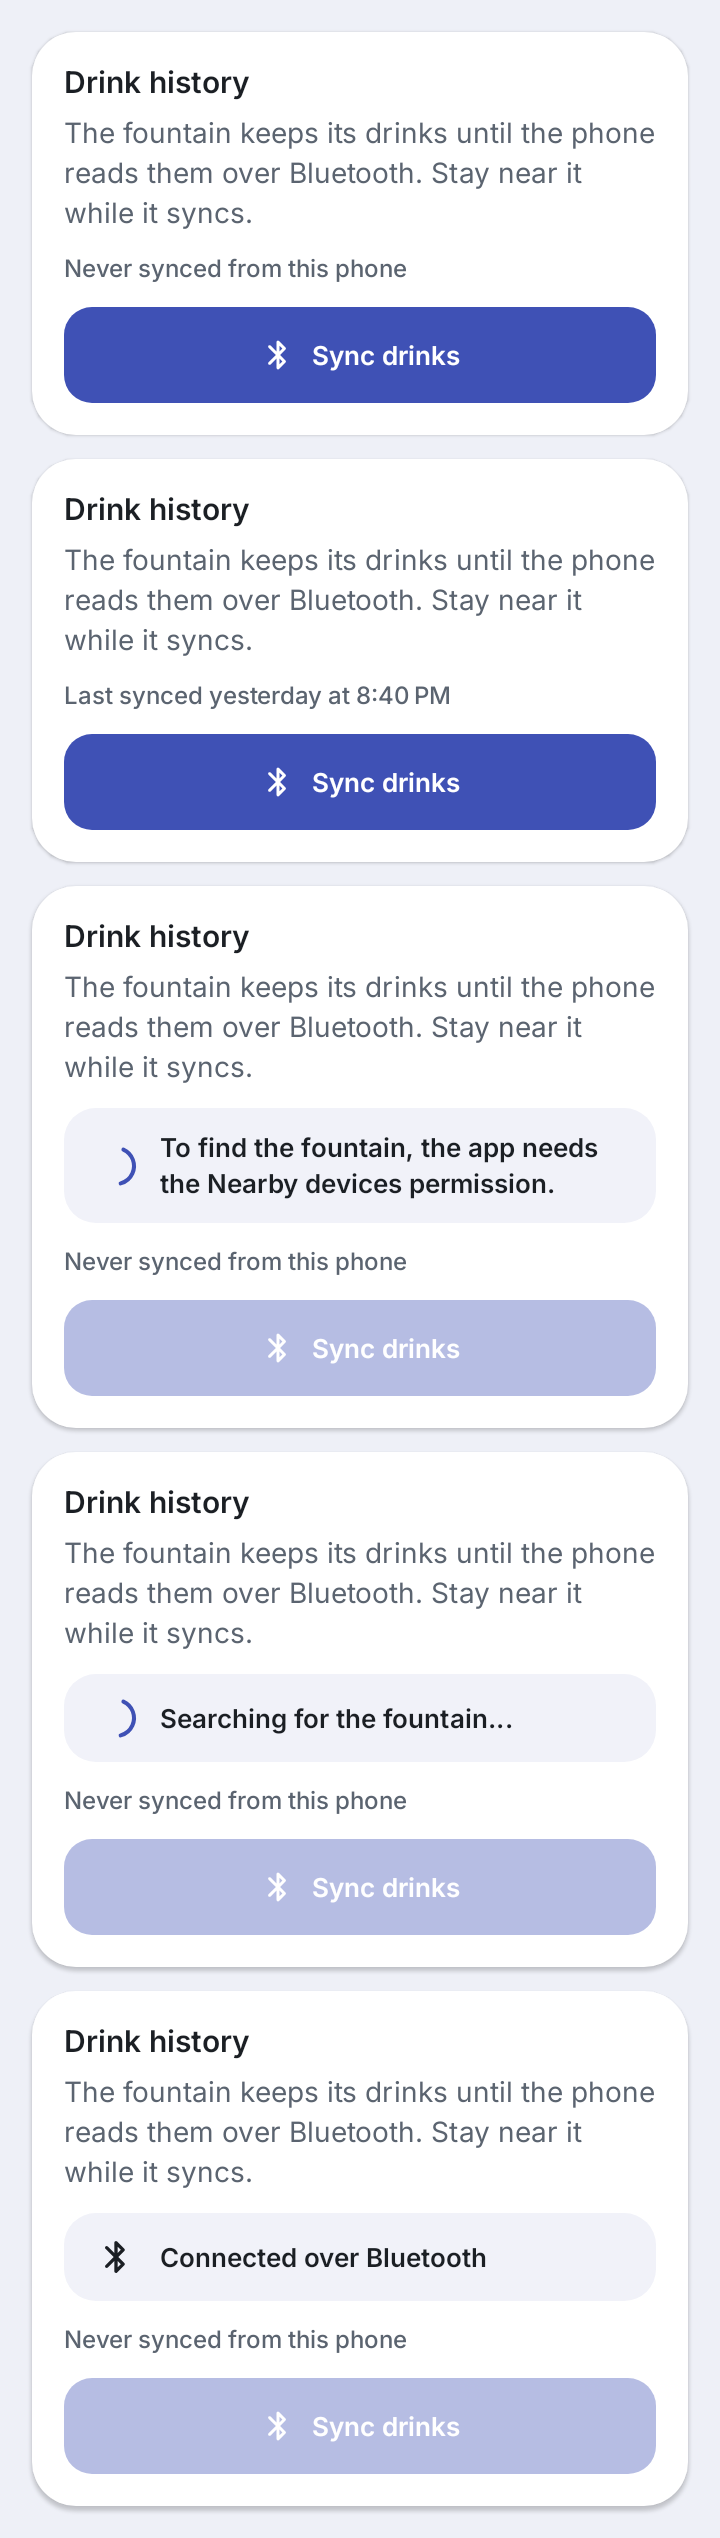 Drink history
The fountain keeps its drinks until the phone
reads them over Bluetooth. Stay near it
while it syncs.
Never synced from this phone
Sync drinks
Drink history
The fountain keeps its drinks until the phone
reads them over Bluetooth. Stay near it
while it syncs.
Last synced yesterday at 8:40 PM
Sync drinks
Drink history
The fountain keeps its drinks until the phone
reads them over Bluetooth. Stay near it
while it syncs.
To find the fountain, the app needs
the Nearby devices permission.
Never synced from this phone
Sync drinks
Drink history
The fountain keeps its drinks until the phone
reads them over Bluetooth. Stay near it
while it syncs.
Searching for the fountain...
Never synced from this phone
Sync drinks
Drink history
The fountain keeps its drinks until the phone
reads them over Bluetooth. Stay near it
while it syncs.
Connected over Bluetooth
Never synced from this phone
Sync drinks